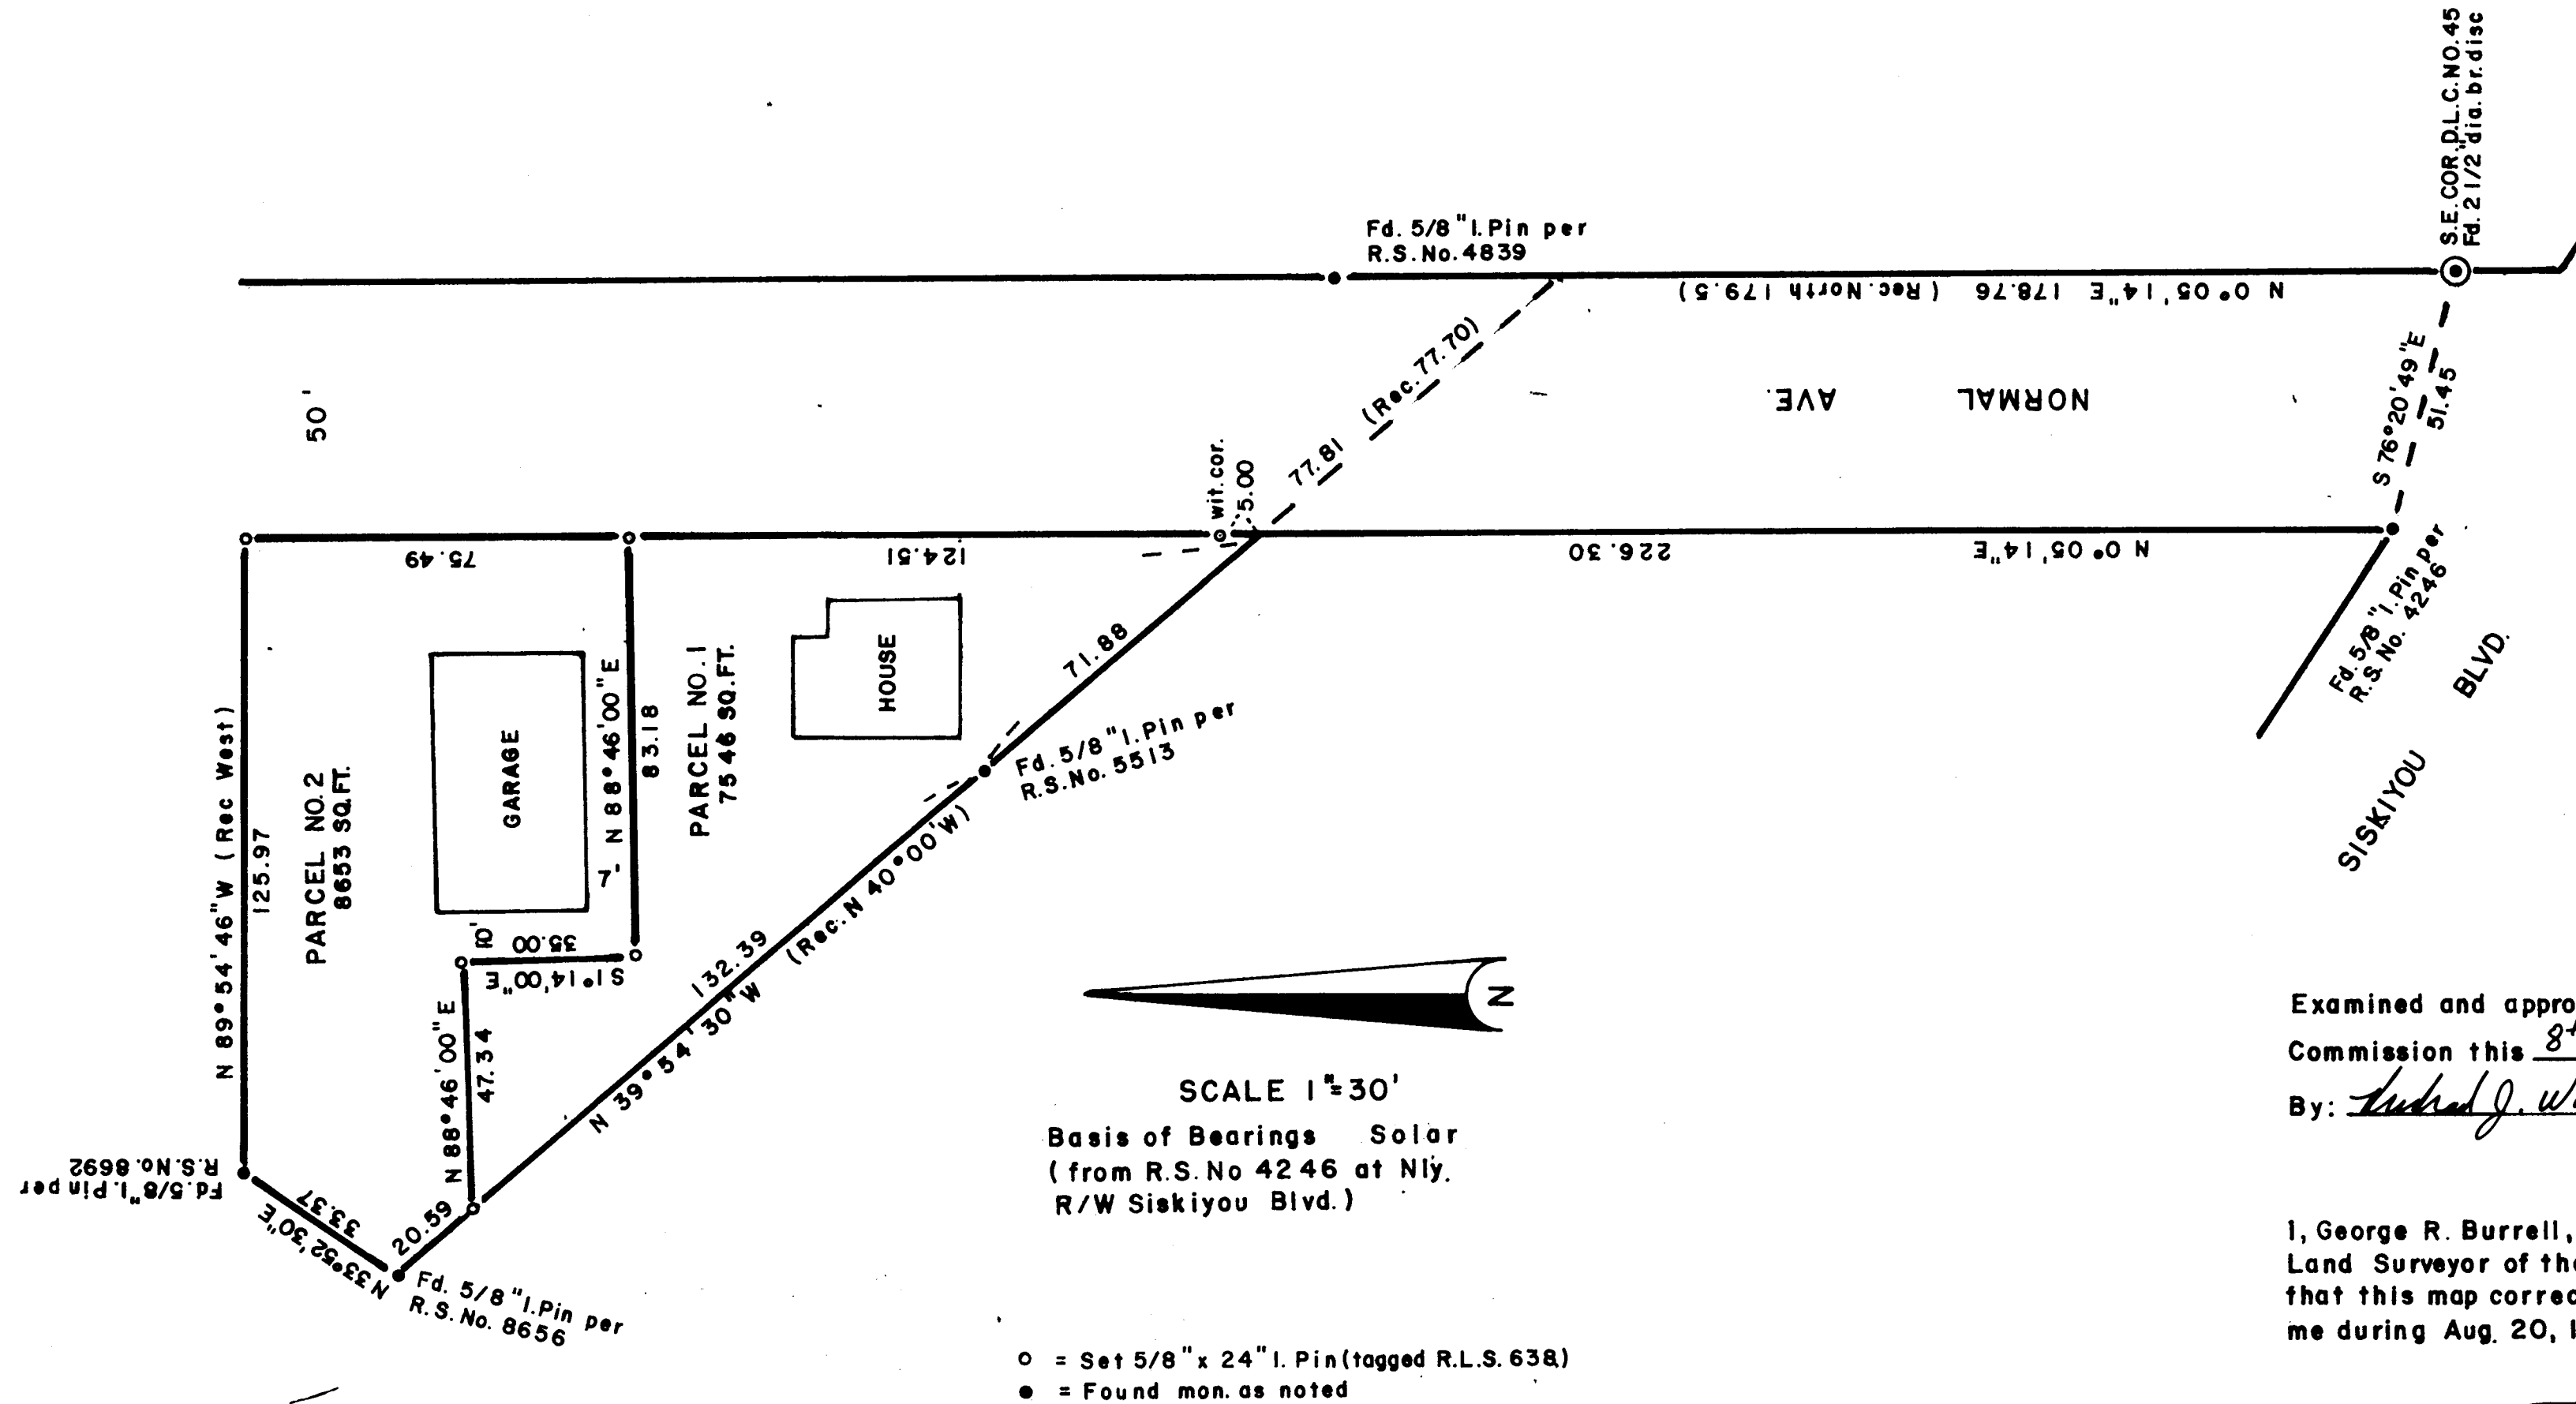 S.E. COR. D.L.C. NO. 45
Fd. 2 1/2" dia. br. disc
Fd. 5/8" I. Pin per
R.S. No. 4839
N 0° 05' 14" E 178.76 (Rec. North 179.5)
(Rec. 77.70)
77.81
NORMAL AVE.
S 76° 20' 49" E
51.45
50'
wit. cor.
5.00
75.49
124.51
226.30
N 0° 05' 14" E
Fd. 5/8" I. Pin per
R.S. No. 4246
SISKIYOU BLVD.
71.88
HOUSE
PARCEL NO. 1
7546 SQ. FT.
N 88° 46' 00" E
83.18
7'
GARAGE
PARCEL NO. 2
8653 SQ. FT.
N 89° 54' 46" W (Rec West)
125.97
Fd. 5/8" I. Pin per
R.S. No. 5513
10'
35.00
S 1° 14' 00" E
132.39
(Rec. N 40° 00' W)
N 39° 54' 30" W
N 88° 46' 00" E
47.34
Fd. 5/8" I. Pin per
R.S. No. 8692
33.37
N 33° 52' 30" E
20.59
Fd. 5/8" I. Pin per
R.S. No. 8656
N
SCALE 1"=30'
Basis of Bearings Solar
(from R.S. No 4246 at Nly.
R/W Siskiyou Blvd.)
Examined and appro
Commission this 8
By:
I, George R. Burrell,
Land Surveyor of the
that this map correc
me during Aug. 20, 1
o = Set 5/8" x 24" I. Pin (tagged R.L.S. 638)
● = Found mon. as noted